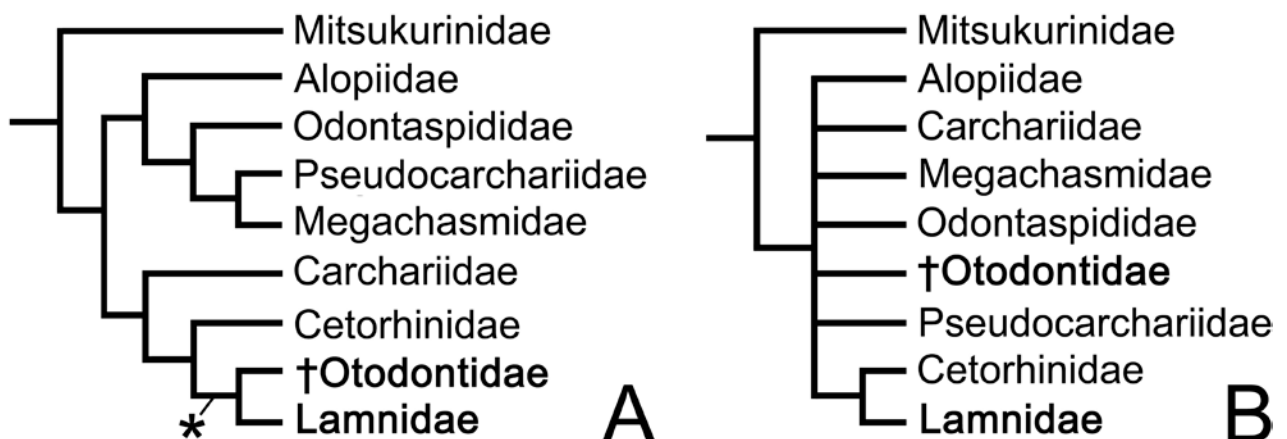 Mitsukurinidae
Alopiidae
Odontaspididae
Pseudocarchariidae
Megachasmidae
Carchariidae
Cetorhinidae
†Otodontidae
Lamnidae
*
A
Mitsukurinidae
Alopiidae
Carchariidae
Megachasmidae
Odontaspididae
†Otodontidae
Pseudocarchariidae
Cetorhinidae
Lamnidae
B